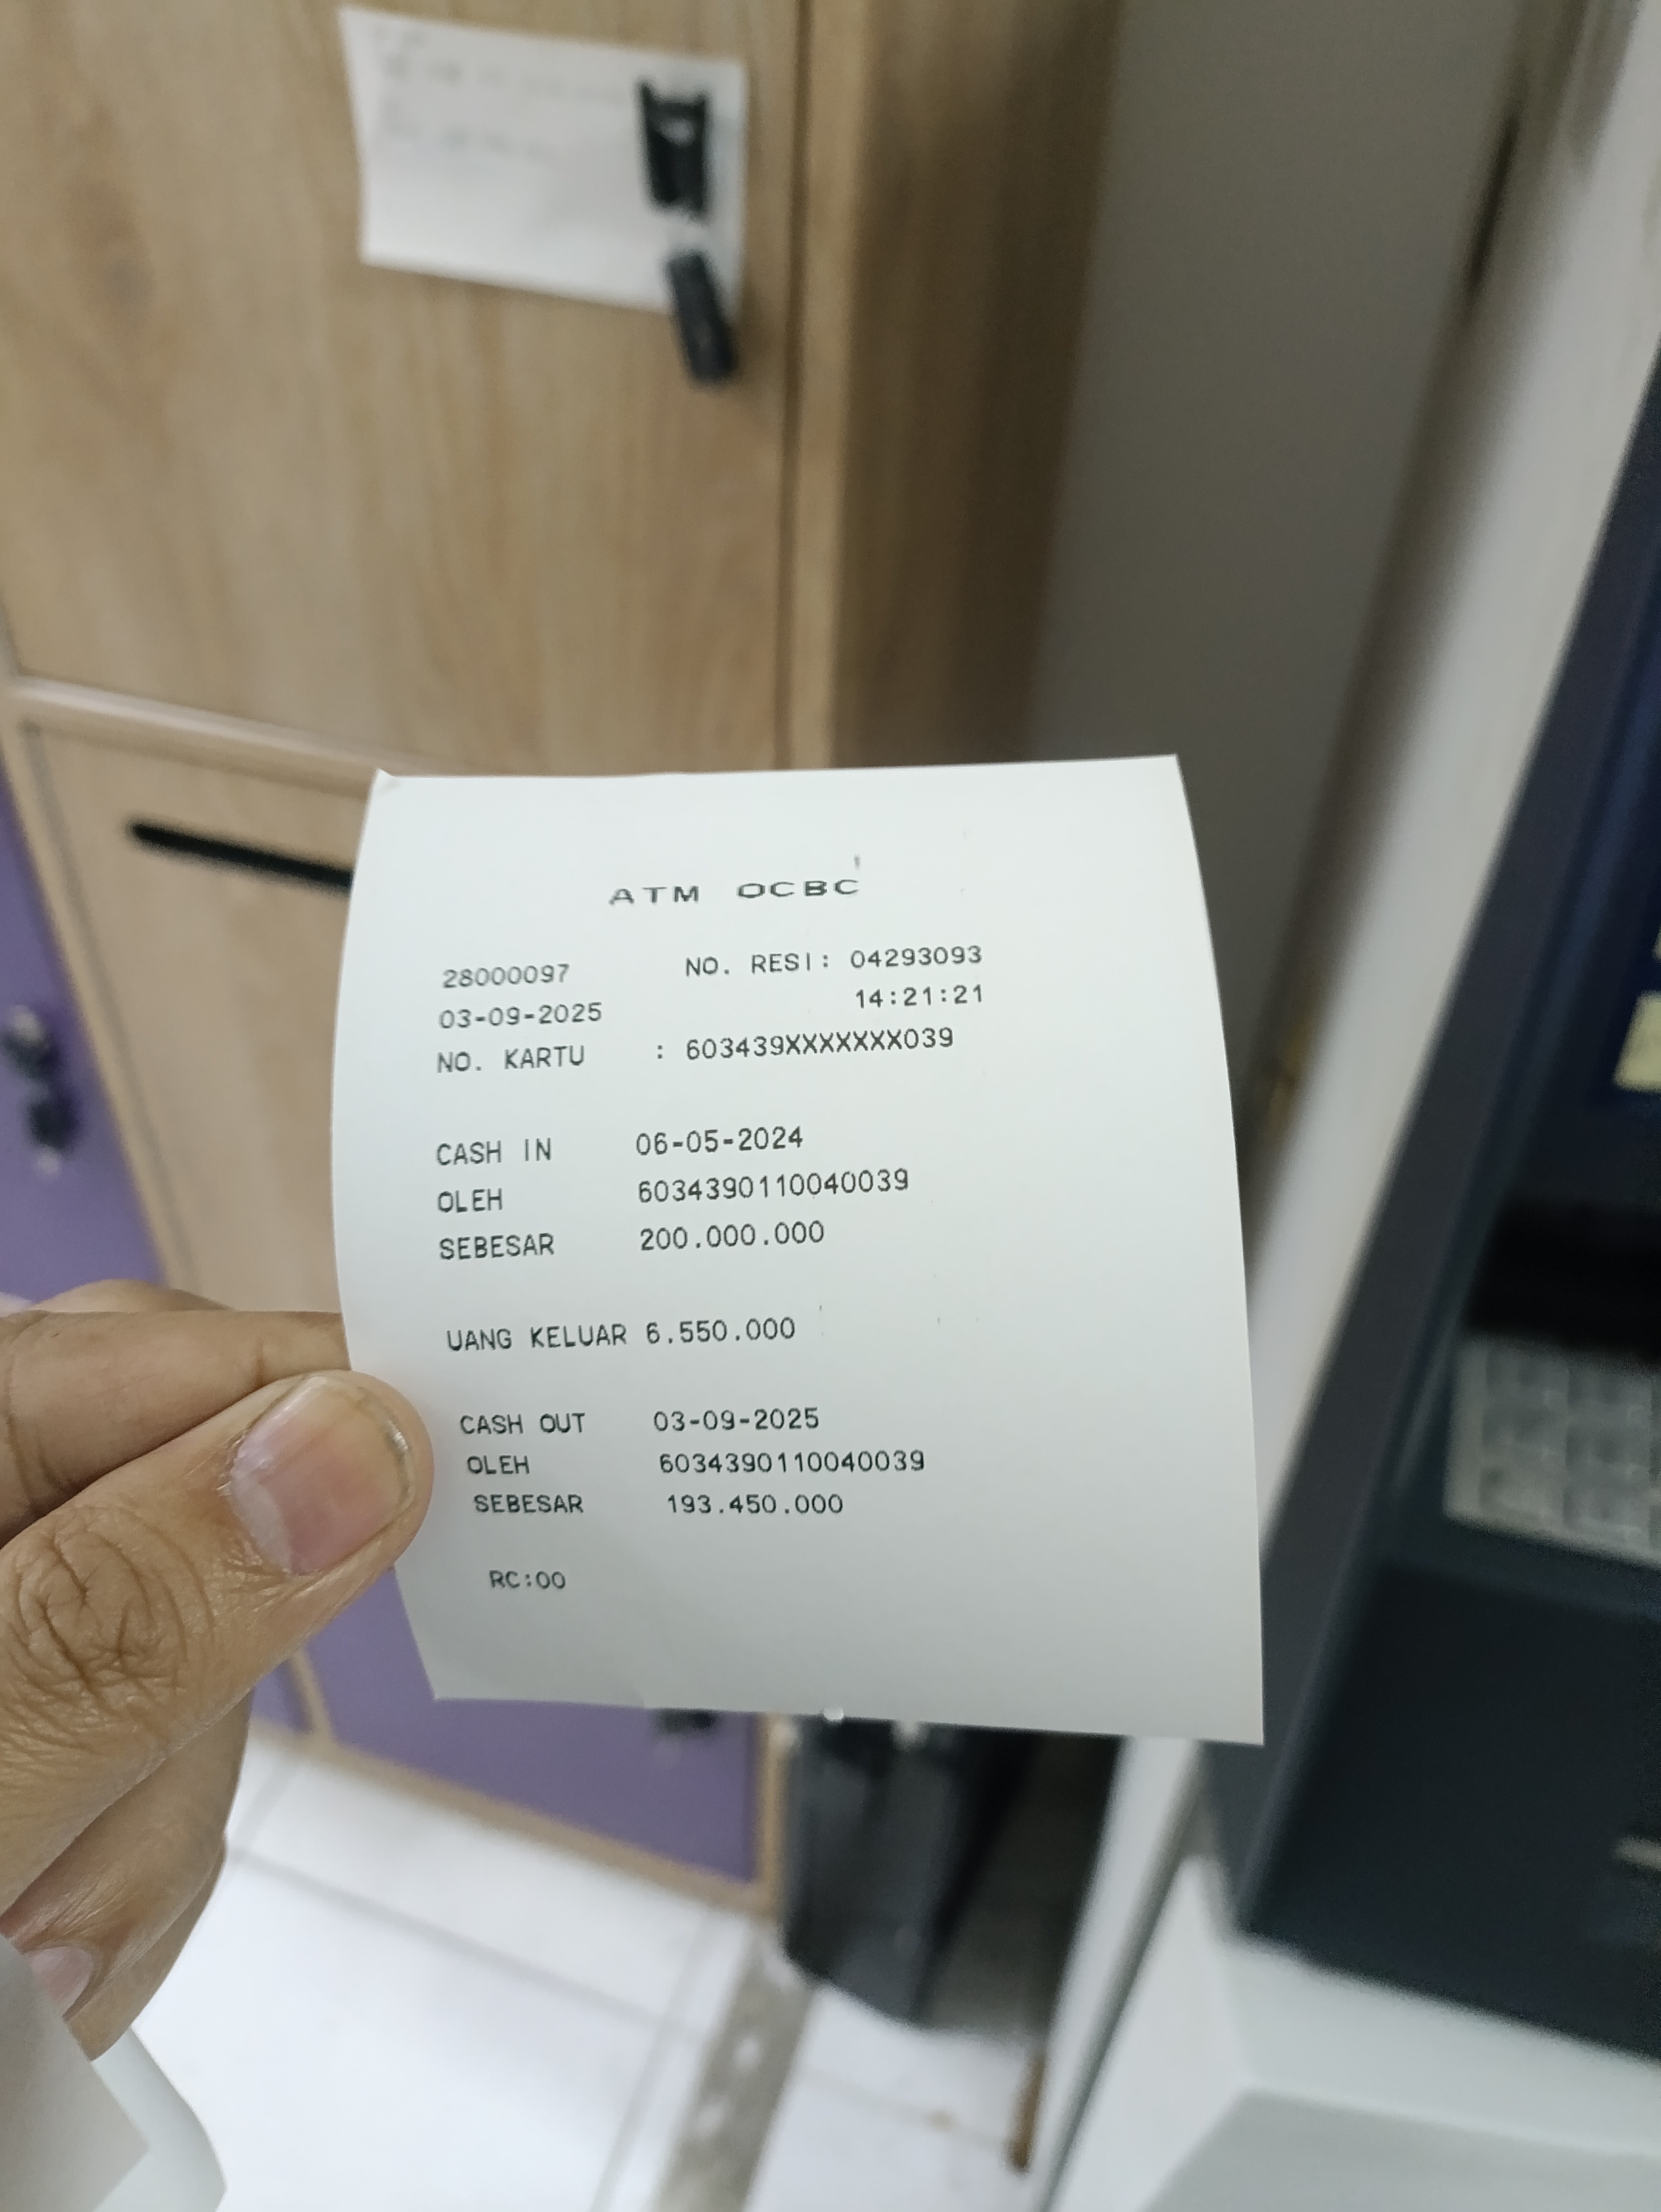 ATM OCBC
28000097 NO. RESI: 04293093
03-09-2025 14:21:21
NO. KARTU : 603439XXXXXXX039
CASH IN 06-05-2024
OLEH 6034390110040039
SEBESAR 200.000.000
UANG KELUAR 6.550.000
CASH OUT 03-09-2025
OLEH 6034390110040039
SEBESAR 193.450.000
RC:00